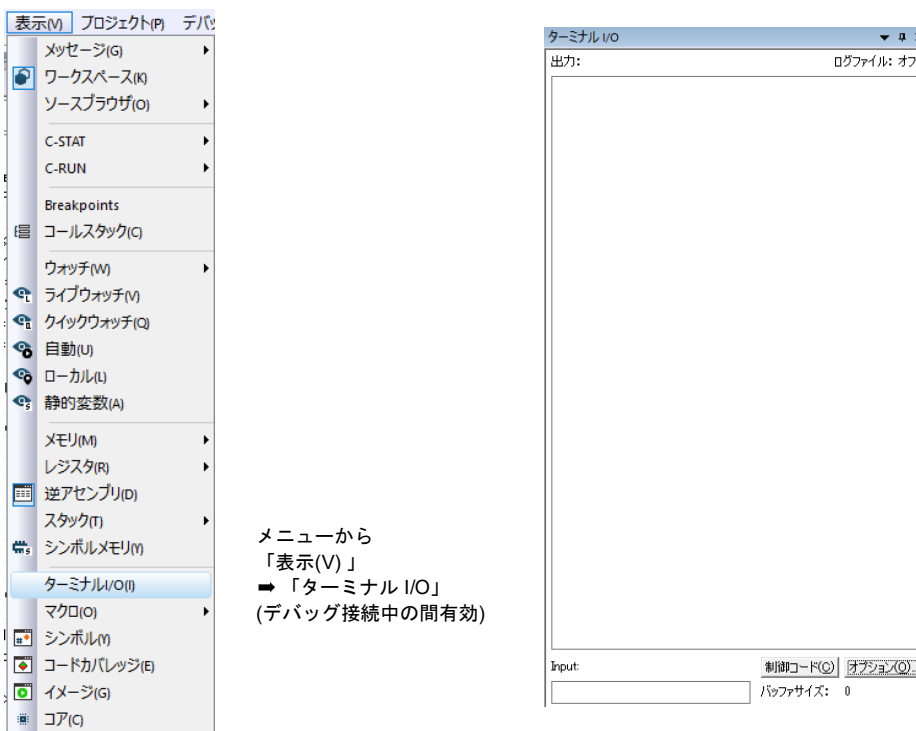 表示(V) プロジェクト(P) デバッ
メッセージ(G)
ワークスペース(K)
ソースブラウザ(O)
C-STAT
C-RUN
Breakpoints
コールスタック(C)
ウォッチ(W)
ライブウォッチ(V)
クイックウォッチ(Q)
自動(U)
ローカル(L)
静的変数(A)
メモリ(M)
レジスタ(R)
逆アセンブリ(D)
スタック(T)
シンボルメモリ(Y)
ターミナルI/O(I)
マクロ(O)
シンボル(Y)
コードカバレッジ(E)
イメージ(G)
コア(C)
メニューから
「表示(V) 」
➡ 「ターミナル I/O」
(デバッグ接続中の間有効)
ターミナル I/O
出力: ログファイル: オフ
Input: 制御コード(C) オプション(O)...
バッファサイズ: 0